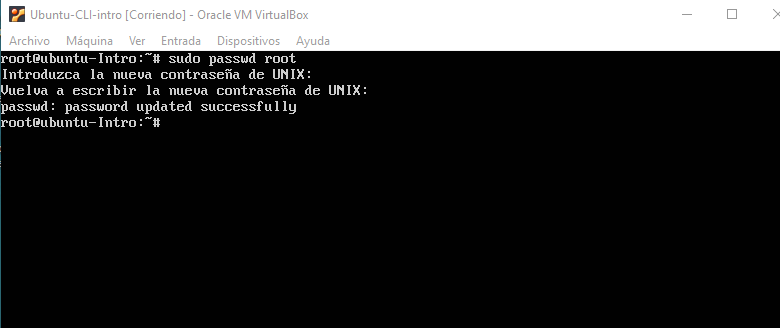 Ubuntu-CLI-intro [Corriendo] - Oracle VM VirtualBox
Archivo Máquina Ver Entrada Dispositivos Ayuda
root@ubuntu-Intro:~# sudo passwd root
Introduzca la nueva contraseña de UNIX:
Vuelva a escribir la nueva contraseña de UNIX:
passwd: password updated successfully
root@ubuntu-Intro:~#